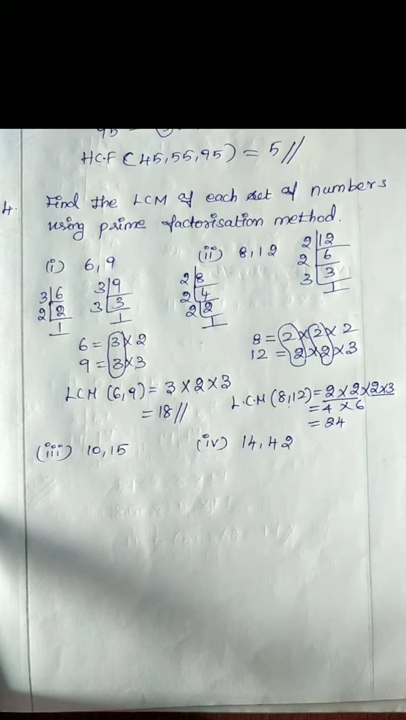 95 =
HCF (45,55,95) = 5//
4. Find the LCM of each set of numbers
using prime factorisation method.
(i) 6,9
3|6
2|2
1
3|9
3|3
1
6 = 3×2
9 = 3×3
LCM (6,9) = 3×2×3
= 18//
(ii) 8,12
2|8
2|4
2|2
1
2|12
2|6
3|3
1
8 = 2×2×2
12 = 2×2×3
L.C.M (8,12) = 2×2×2×3
= 4×6
= 24
(iii) 10,15
(iv) 14,42